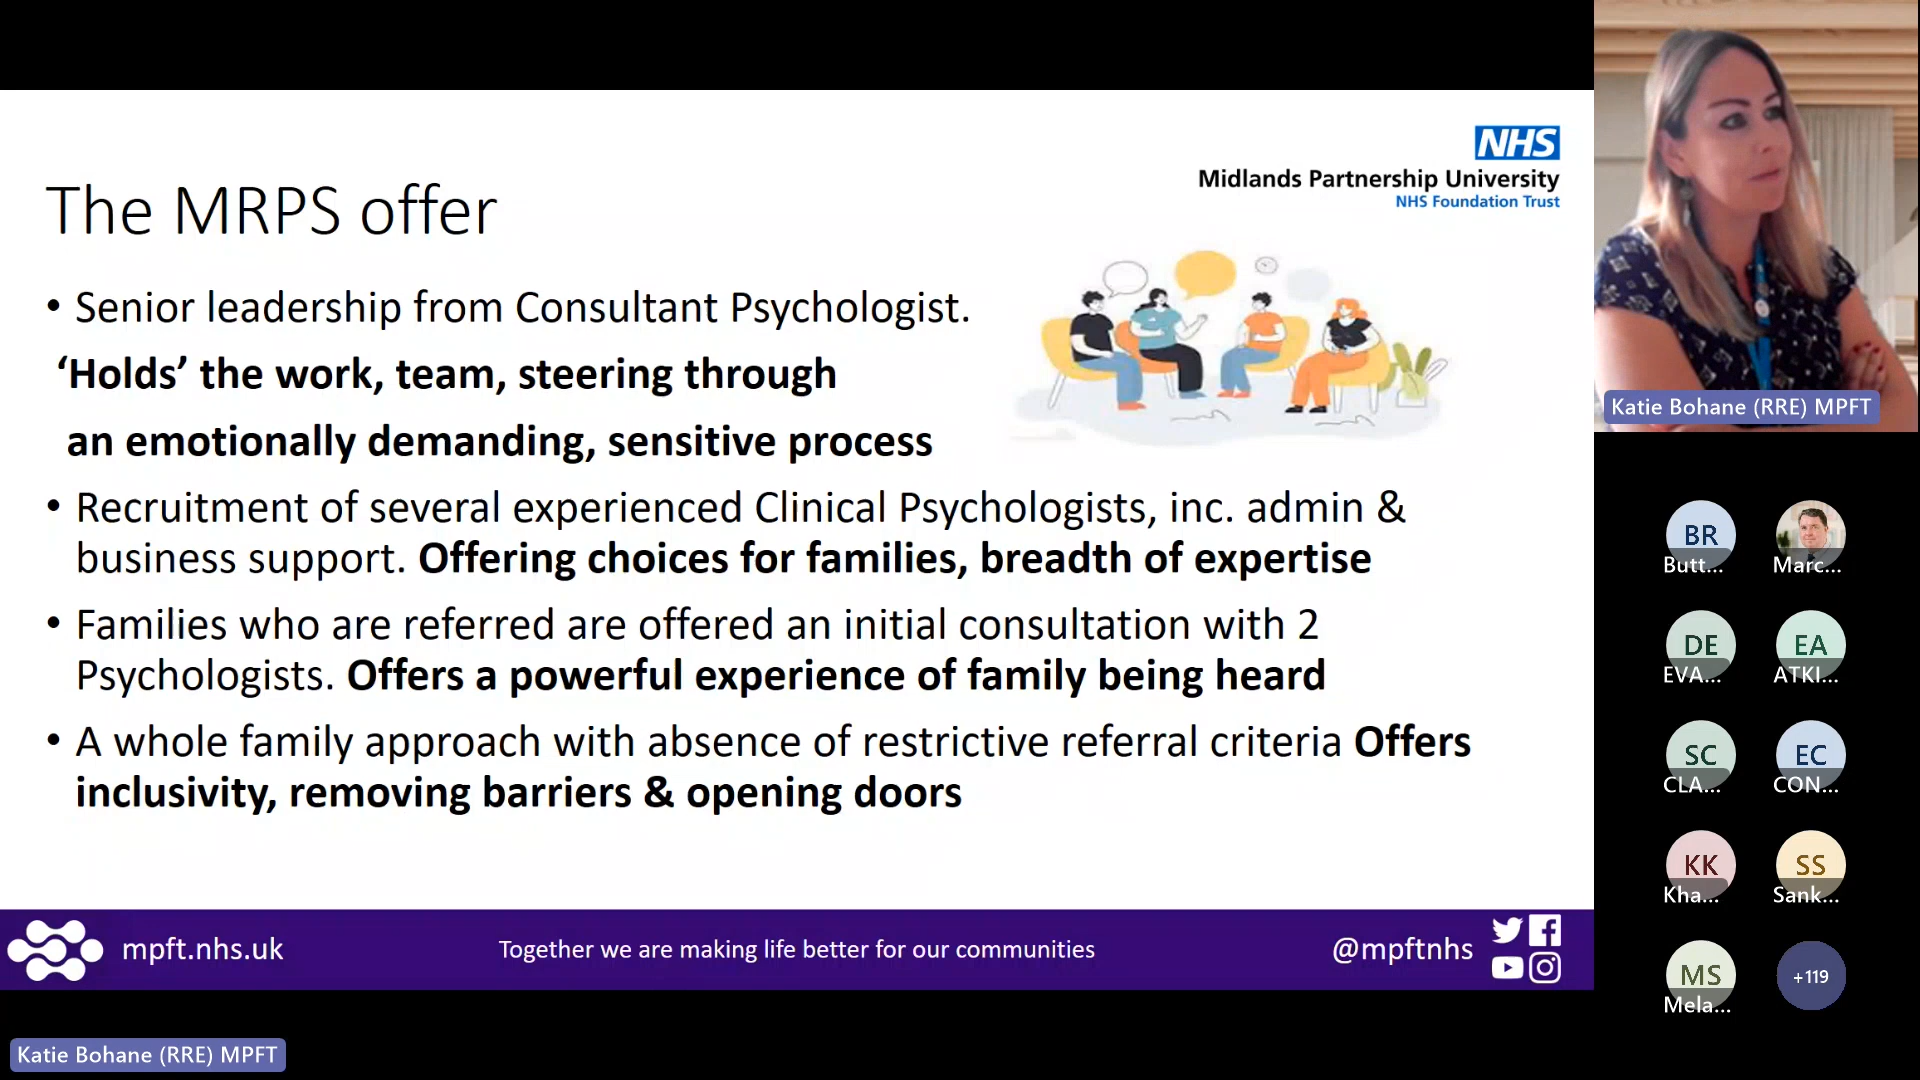 NHS
Midlands Partnership University
NHS Foundation Trust
The MRPS offer
• Senior leadership from Consultant Psychologist.
‘Holds’ the work, team, steering through
an emotionally demanding, sensitive process
• Recruitment of several experienced Clinical Psychologists, inc. admin &
business support. Offering choices for families, breadth of expertise
• Families who are referred are offered an initial consultation with 2
Psychologists. Offers a powerful experience of family being heard
• A whole family approach with absence of restrictive referral criteria Offers
inclusivity, removing barriers & opening doors
mpft.nhs.uk
Together we are making life better for our communities
@mpftnhs
Katie Bohane (RRE) MPFT
Katie Bohane (RRE) MPFT
BR
Butt...
Marc...
DE
EVA...
EA
ATKI...
SC
CLA...
EC
CON...
KK
Kha...
SS
Sank...
MS
Mela...
+119